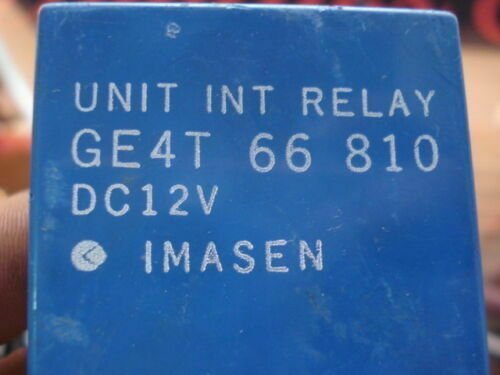 UNIT INT RELAY
GE4T 66 810
DC12V
IMASEN